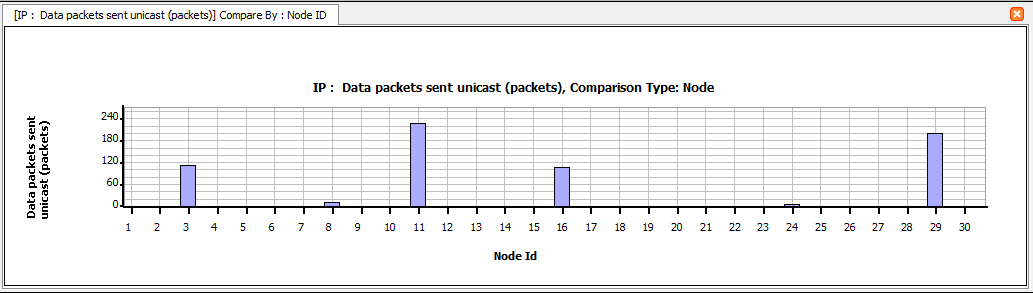 [IP : Data packets sent unicast (packets)] Compare By : Node ID
IP : Data packets sent unicast (packets), Comparison Type: Node
Data packets sent
unicast (packets)
240
180
120
60
0
1 2 3 4 5 6 7 8 9 10 11 12 13 14 15 16 17 18 19 20 21 22 23 24 25 26 27 28 29 30
Node Id